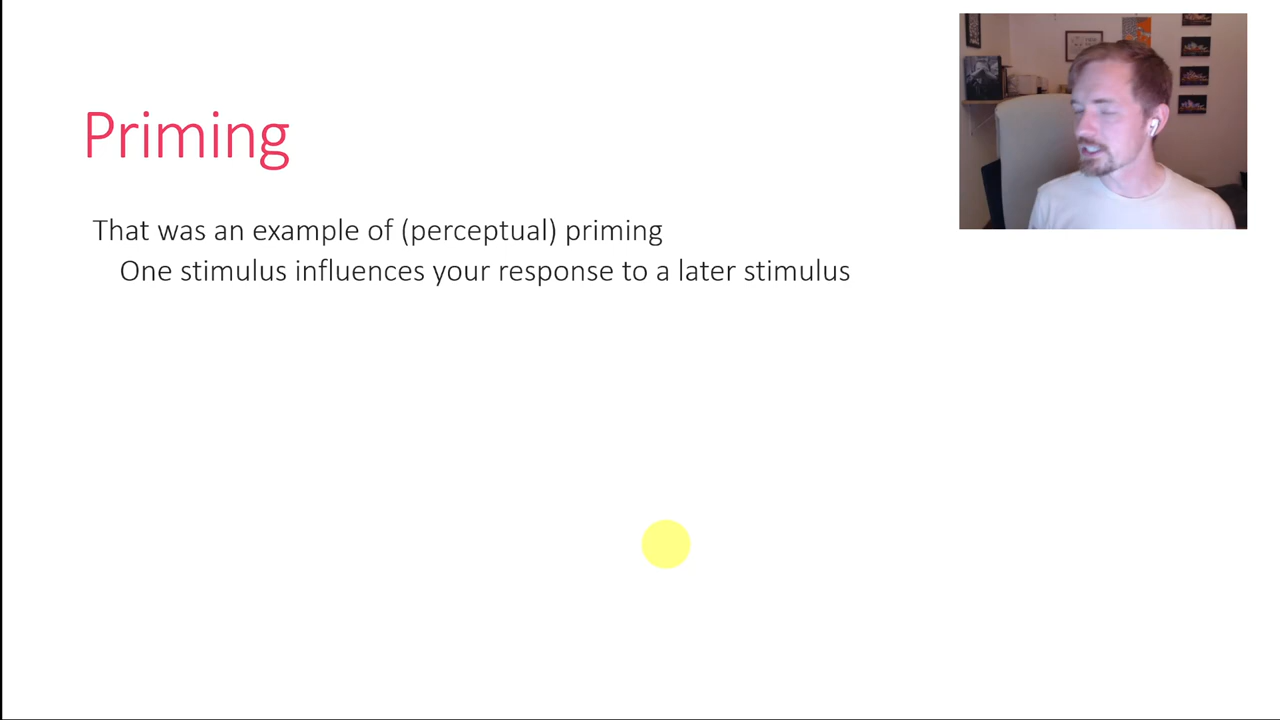 Priming
That was an example of (perceptual) priming
One stimulus influences your response to a later stimulus